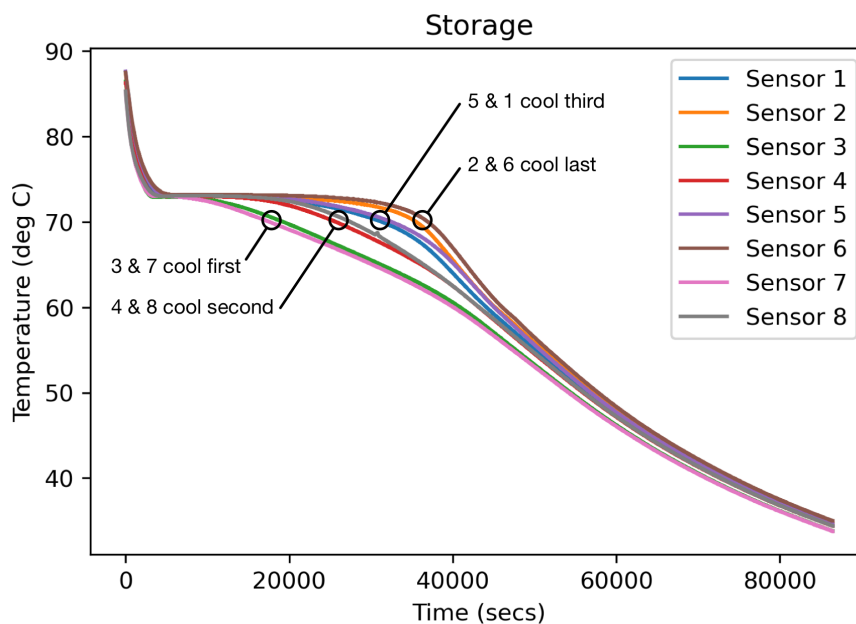 Storage
90
80
70
60
50
40
Temperature (deg C)
0
20000
40000
60000
80000
Time (secs)
5 & 1 cool third
2 & 6 cool last
3 & 7 cool first
4 & 8 cool second
Sensor 1
Sensor 2
Sensor 3
Sensor 4
Sensor 5
Sensor 6
Sensor 7
Sensor 8